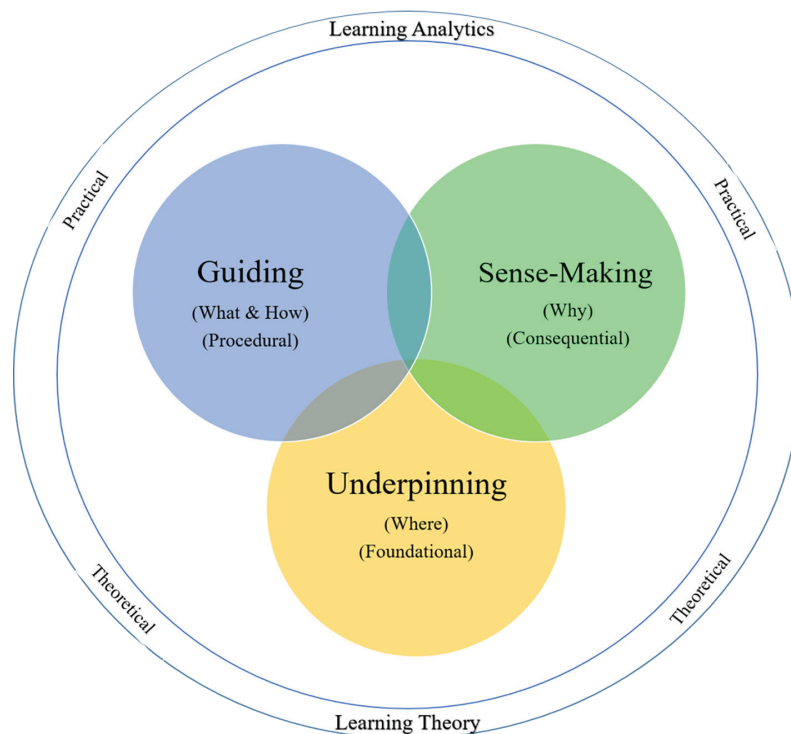 Learning Analytics
Practical
Practical
Guiding
(What & How)
(Procedural)
Sense-Making
(Why)
(Consequential)
Underpinning
(Where)
(Foundational)
Theoretical
Theoretical
Learning Theory